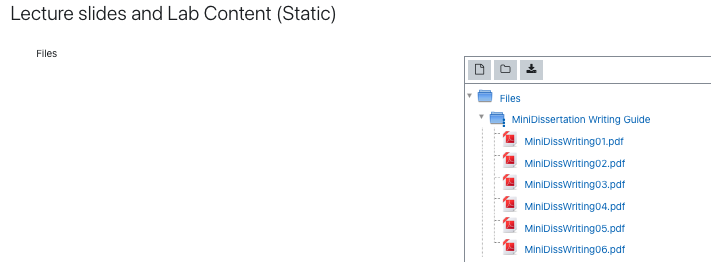 Lecture slides and Lab Content (Static)
Files
Files
MiniDissertation Writing Guide
MiniDissWriting01.pdf
MiniDissWriting02.pdf
MiniDissWriting03.pdf
MiniDissWriting04.pdf
MiniDissWriting05.pdf
MiniDissWriting06.pdf